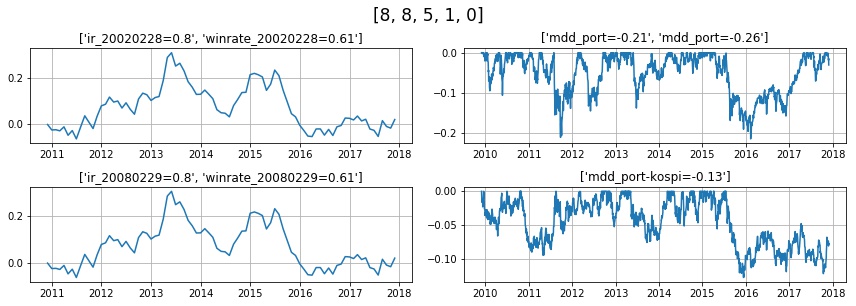 [8, 8, 5, 1, 0]
['ir_20020228=0.8', 'winrate_20020228=0.61']
0.2
0.0
2011 2012 2013 2014 2015 2016 2017 2018
['mdd_port=-0.21', 'mdd_port=-0.26']
0.0
−0.1
−0.2
2010 2011 2012 2013 2014 2015 2016 2017 2018
['ir_20080229=0.8', 'winrate_20080229=0.61']
0.2
0.0
2011 2012 2013 2014 2015 2016 2017 2018
['mdd_port-kospi=-0.13']
0.00
−0.05
−0.10
2010 2011 2012 2013 2014 2015 2016 2017 2018